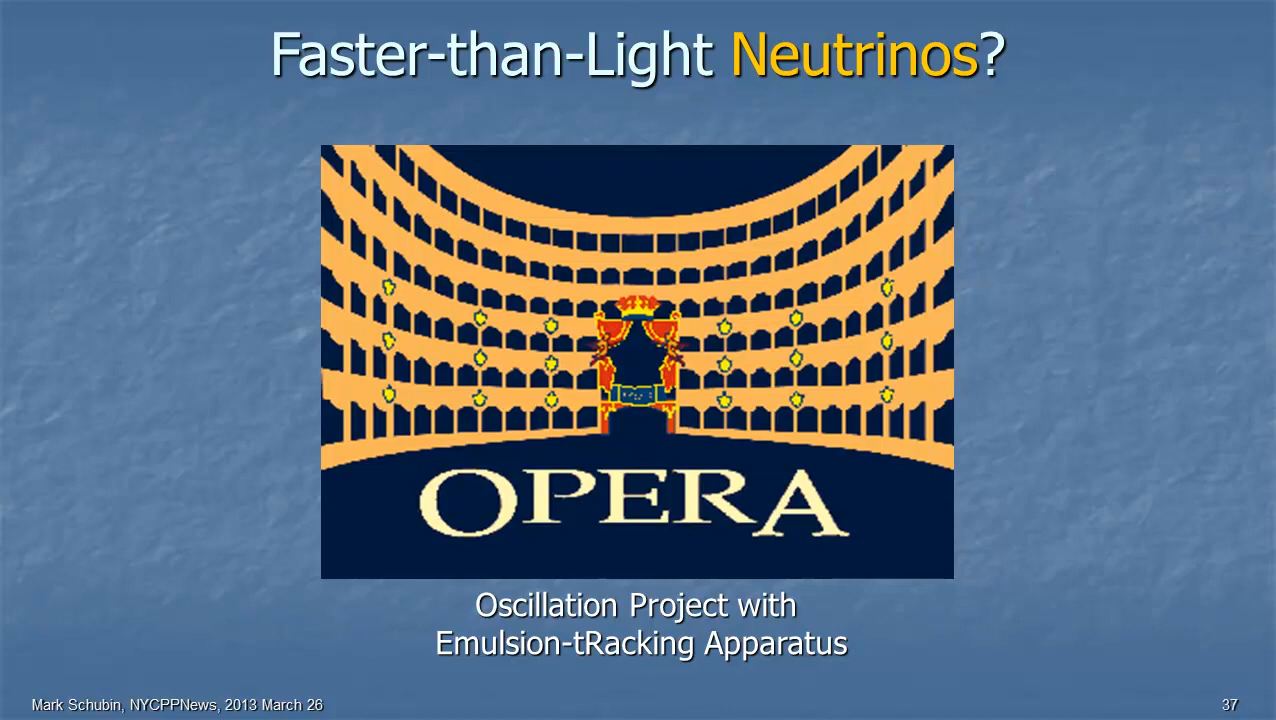 Faster-than-Light Neutrinos?
OPERA
Oscillation Project with
Emulsion-tRacking Apparatus
Mark Schubin, NYCPPNews, 2013 March 26
37